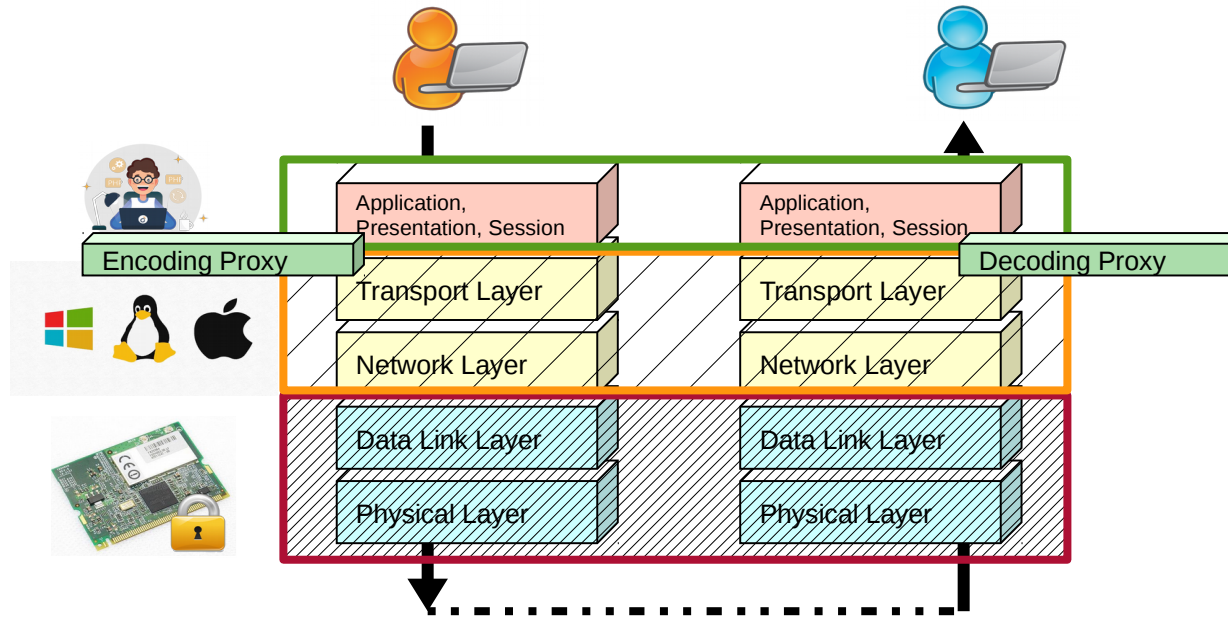 Application,
Presentation, Session
Application,
Presentation, Session
Encoding Proxy
Decoding Proxy
Transport Layer
Transport Layer
Network Layer
Network Layer
Data Link Layer
Data Link Layer
Physical Layer
Physical Layer